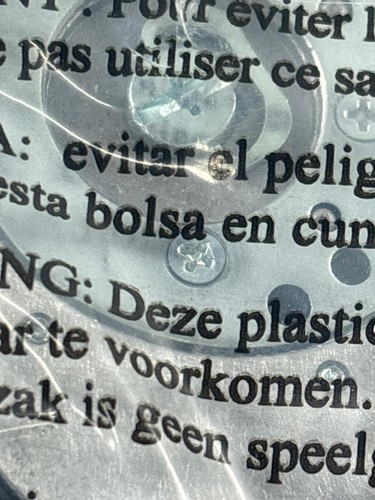 NT : Pour éviter l
e pas utiliser ce sa
A: evitar el pelig
esta bolsa en cun
NG: Deze plastic
ar te voorkomen.
zak is geen speelg